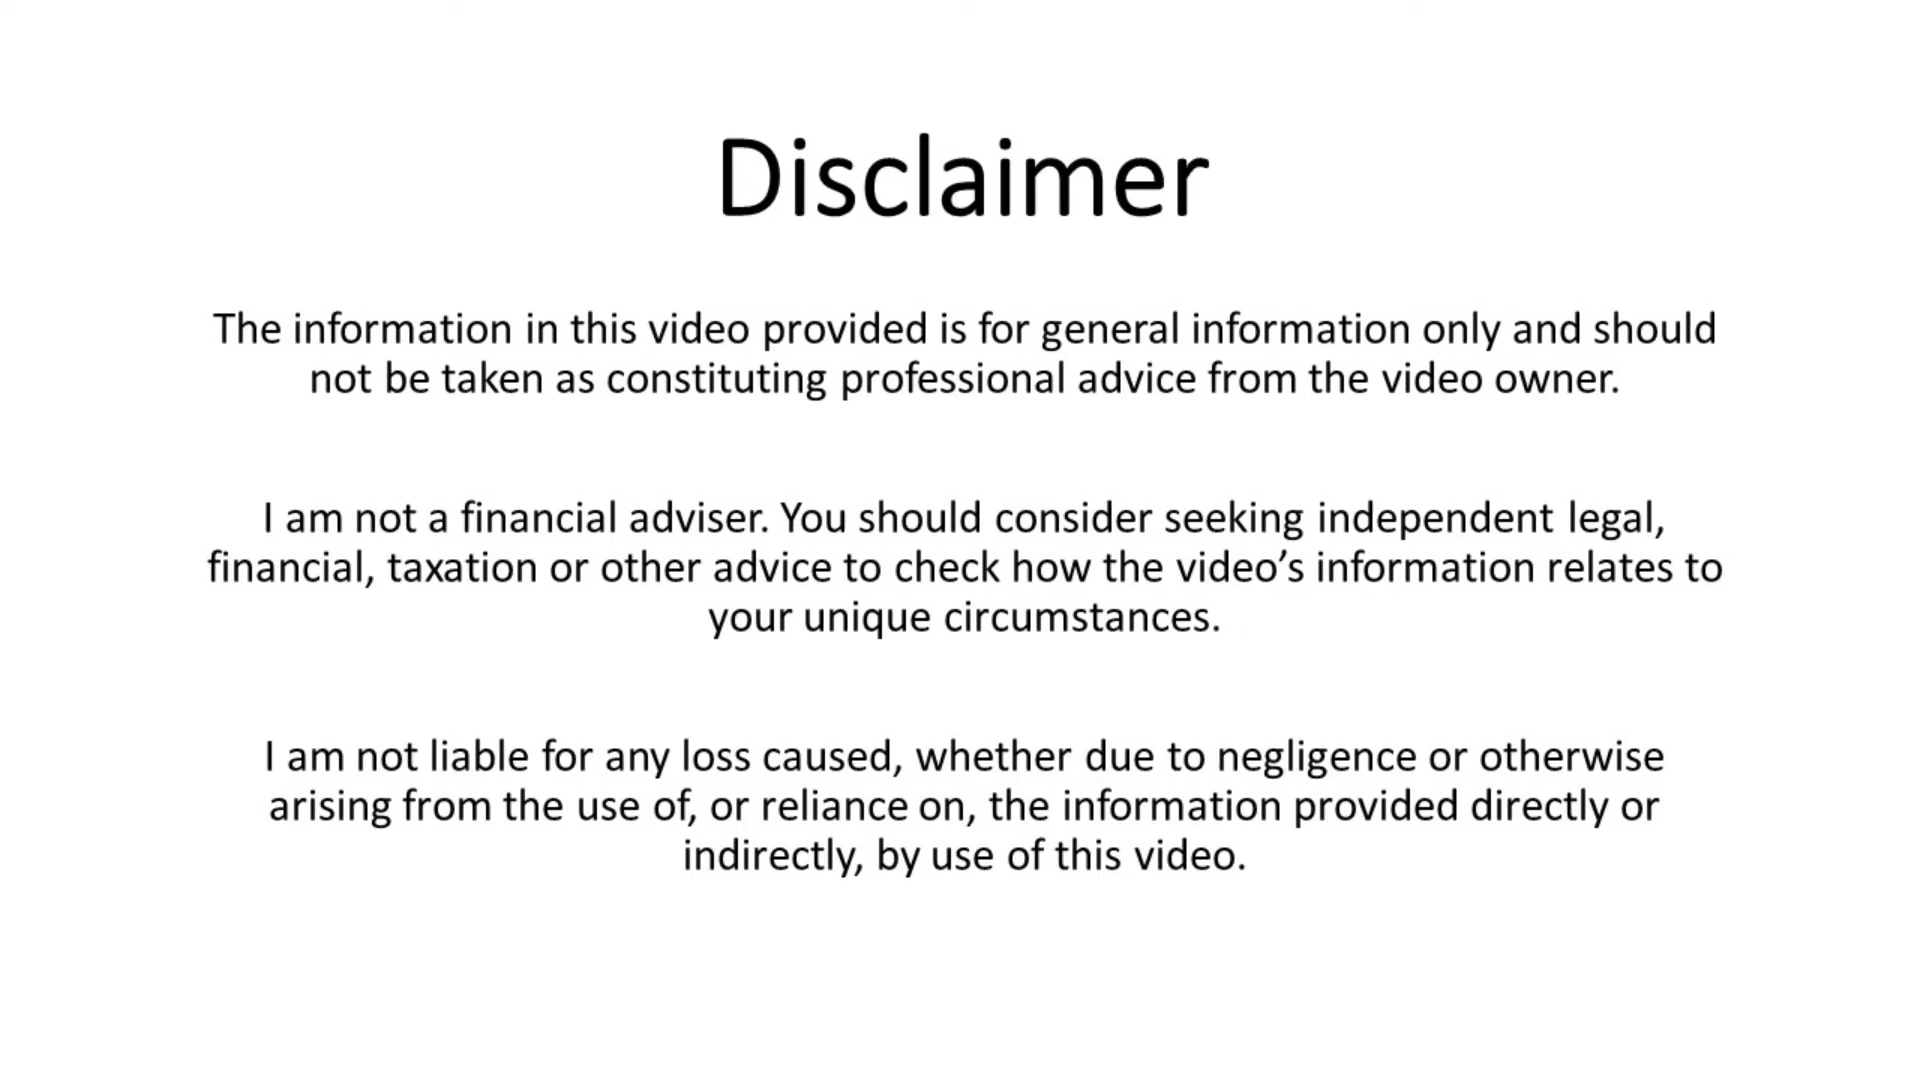 Disclaimer
The information in this video provided is for general information only and should
not be taken as constituting professional advice from the video owner.
I am not a financial adviser. You should consider seeking independent legal,
financial, taxation or other advice to check how the video’s information relates to
your unique circumstances.
I am not liable for any loss caused, whether due to negligence or otherwise
arising from the use of, or reliance on, the information provided directly or
indirectly, by use of this video.